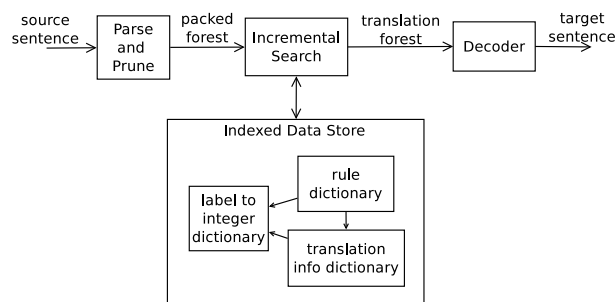 source
sentence
Parse
and
Prune
packed
forest
Incremental
Search
translation
forest
Decoder
target
sentence
Indexed Data Store
rule
dictionary
label to
integer
dictionary
translation
info dictionary